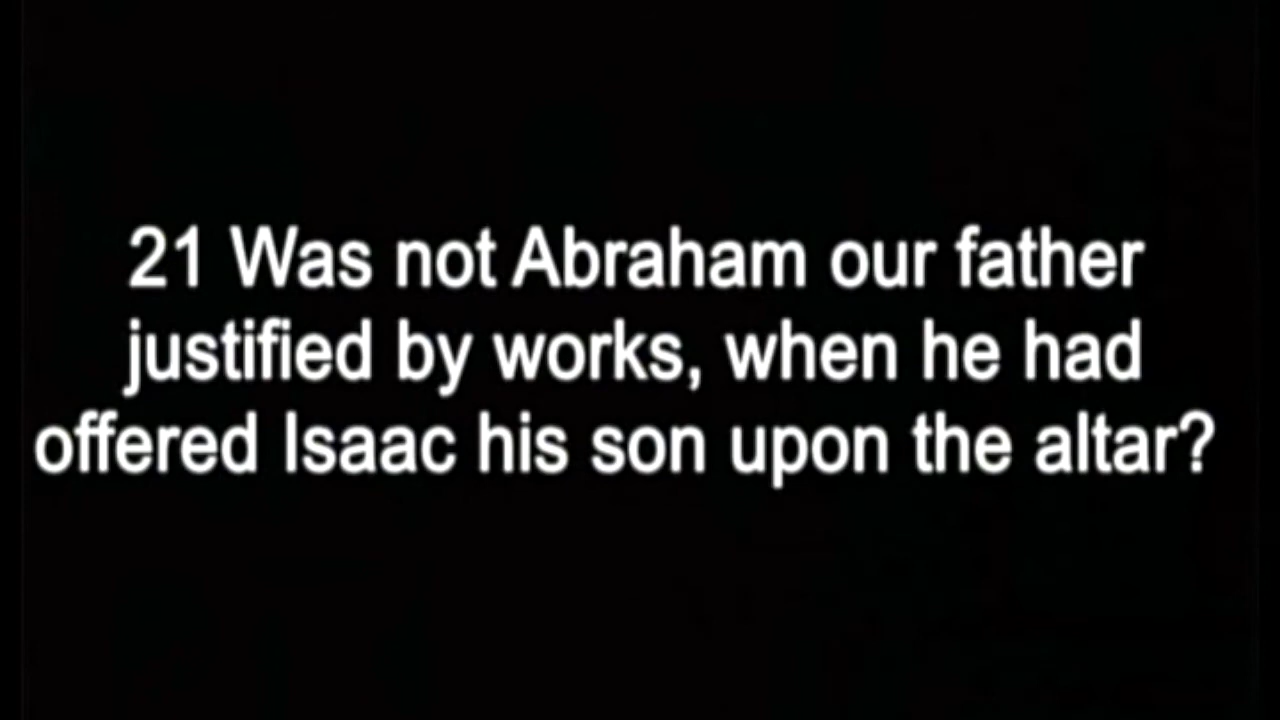 21 Was not Abraham our father
justified by works, when he had
offered Isaac his son upon the altar?